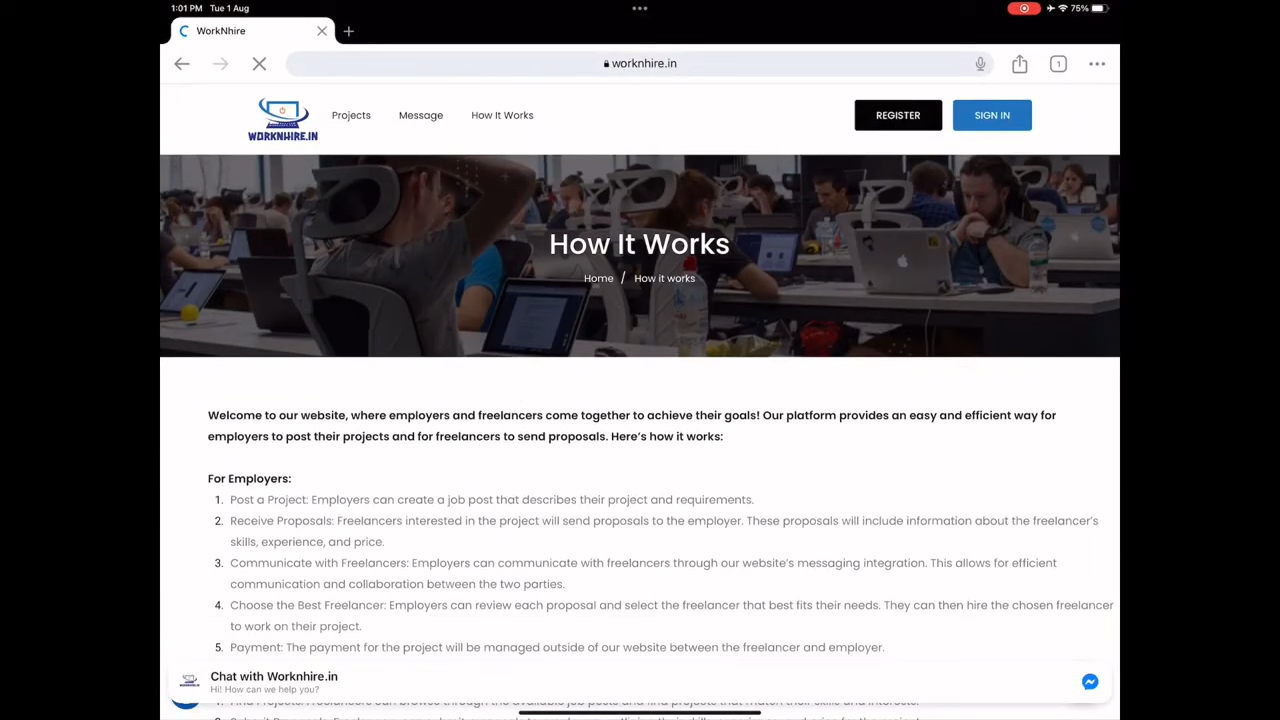 1:01 PM Tue 1 Aug
75%
WorkNhire
worknhire.in
1
WORKNHIRE.IN
Projects
Message
How It Works
REGISTER
SIGN IN
How It Works
Home / How it works
Welcome to our website, where employers and freelancers come together to achieve their goals! Our platform provides an easy and efficient way for
employers to post their projects and for freelancers to send proposals. Here's how it works:
For Employers:
1. Post a Project: Employers can create a job post that describes their project and requirements.
2. Receive Proposals: Freelancers interested in the project will send proposals to the employer. These proposals will include information about the freelancer's
skills, experience, and price.
3. Communicate with Freelancers: Employers can communicate with freelancers through our website's messaging integration. This allows for efficient
communication and collaboration between the two parties.
4. Choose the Best Freelancer: Employers can review each proposal and select the freelancer that best fits their needs. They can then hire the chosen freelancer
to work on their project.
5. Payment: The payment for the project will be managed outside of our website between the freelancer and employer.
Chat with Worknhire.in
Hi! How can we help you?